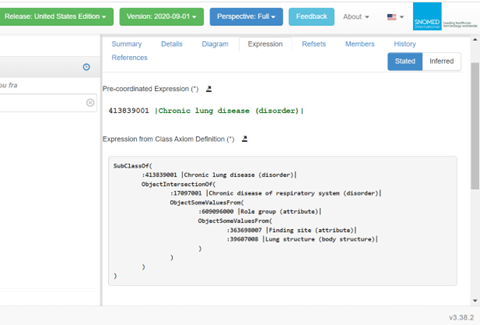 Release: United States Edition
Version: 2020-09-01
Perspective: Full
Feedback
About
SNOMED
Summary
Details
Diagram
Expression
Refsets
Members
History
References
Stated
Inferred
ou fra
Pre-coordinated Expression (*)
413839001 |Chronic lung disease (disorder)|
Expression from Class Axiom Definition (*)
SubClassOf(
:413839001 |Chronic lung disease (disorder)|
ObjectIntersectionOf(
:17097001 |Chronic disease of respiratory system (disorder)|
ObjectSomeValuesFrom(
:609096000 |Role group (attribute)|
ObjectSomeValuesFrom(
:363698007 |Finding site (attribute)|
:39607008 |Lung structure (body structure)|
)
)
)
)
v3.38.2